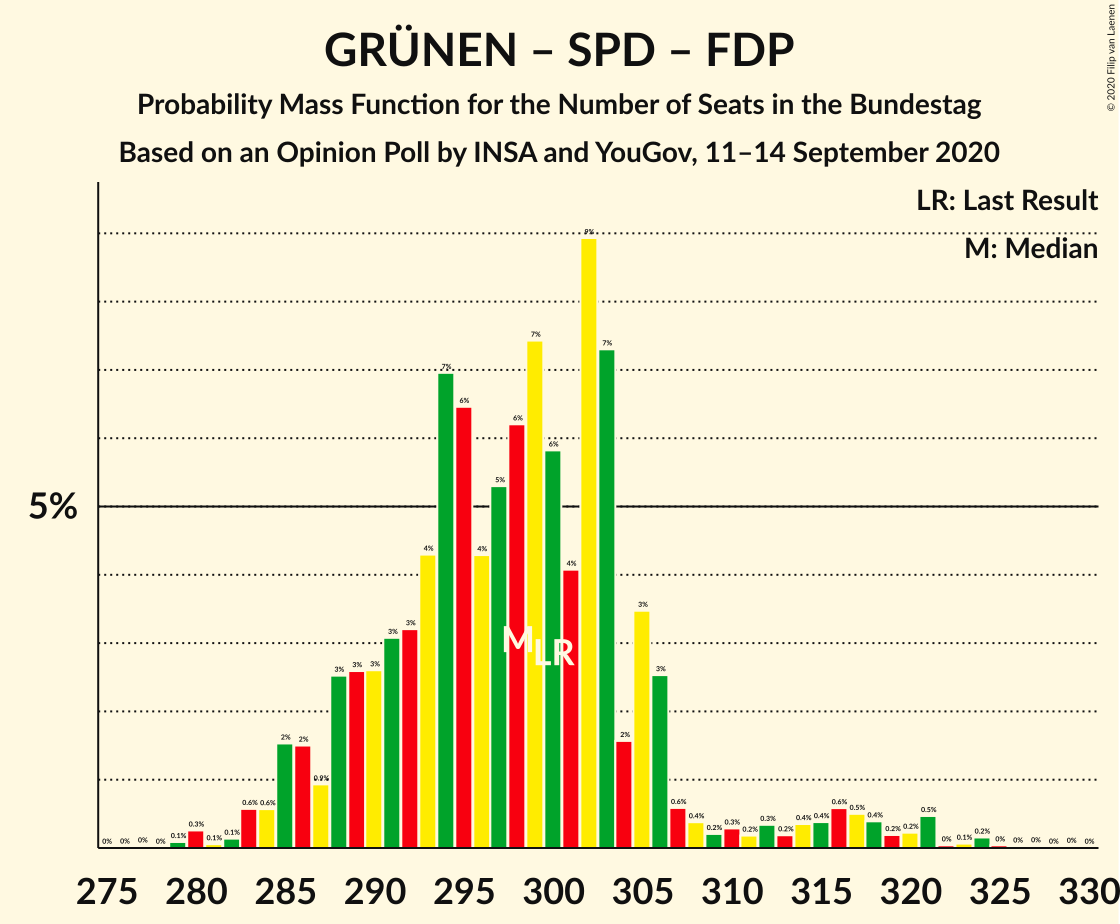 GRÜNEN – SPD – FDP
Probability Mass Function for the Number of Seats in the Bundestag
Based on an Opinion Poll by INSA and YouGov, 11–14 September 2020
© 2020 Filip van Laenen
LR: Last Result
M: Median
5%
0% 0% 0% 0% 0.1% 0.3% 0.1% 0.1% 0.6% 0.6% 2% 2% 0.9% 3% 3% 3% 3% 3% 4% 7% 6% 4% 5% 6% 7% 6% 4% 9% 7% 2% 3% 3% 0.6% 0.4% 0.2% 0.3% 0.2% 0.3% 0.2% 0.4% 0.4% 0.6% 0.5% 0.4% 0.2% 0.2% 0.5% 0% 0.1% 0.2% 0% 0% 0% 0% 0% 0%
M
LR
275 280 285 290 295 300 305 310 315 320 325 330